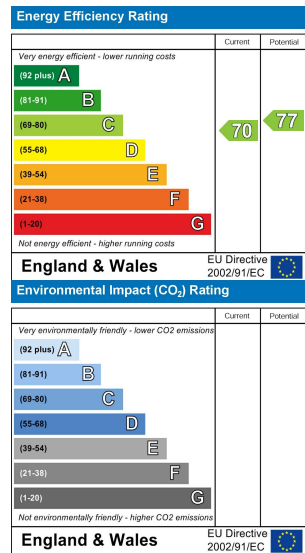 Energy Efficiency Rating
Current Potential
Very energy efficient - lower running costs
(92 plus) A
(81-91) B
(69-80) C
(55-68) D
(39-54) E
(21-38) F
(1-20) G
70
77
Not energy efficient - higher running costs
England & Wales
EU Directive
2002/91/EC
Environmental Impact (CO₂) Rating
Current Potential
Very environmentally friendly - lower CO2 emissions
(92 plus) A
(81-91) B
(69-80) C
(55-68) D
(39-54) E
(21-38) F
(1-20) G
Not environmentally friendly - higher CO2 emissions
England & Wales
EU Directive
2002/91/EC